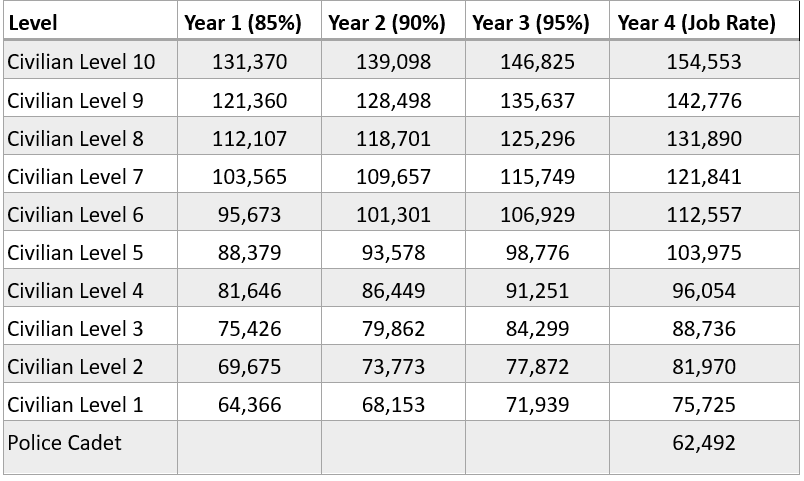 Level Year 1 (85%) Year 2 (90%) Year 3 (95%) Year 4 (Job Rate)
Civilian Level 10 131,370 139,098 146,825 154,553
Civilian Level 9 121,360 128,498 135,637 142,776
Civilian Level 8 112,107 118,701 125,296 131,890
Civilian Level 7 103,565 109,657 115,749 121,841
Civilian Level 6 95,673 101,301 106,929 112,557
Civilian Level 5 88,379 93,578 98,776 103,975
Civilian Level 4 81,646 86,449 91,251 96,054
Civilian Level 3 75,426 79,862 84,299 88,736
Civilian Level 2 69,675 73,773 77,872 81,970
Civilian Level 1 64,366 68,153 71,939 75,725
Police Cadet 62,492